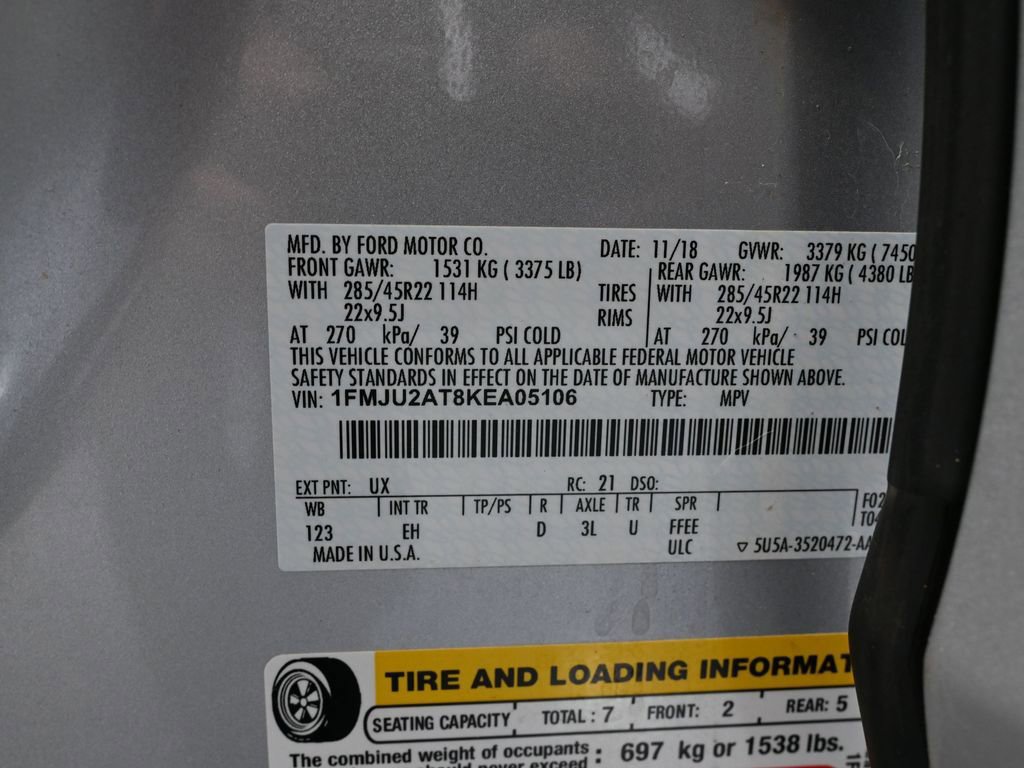 MFD. BY FORD MOTOR CO. DATE: 11/18 GVWR: 3379 KG ( 7450
FRONT GAWR: 1531 KG ( 3375 LB) REAR GAWR: 1987 KG ( 4380 LB
WITH 285/45R22 114H TIRES WITH 285/45R22 114H
22x9.5J RIMS 22x9.5J
AT 270 kPa/ 39 PSI COLD AT 270 kPa/ 39 PSI COL
THIS VEHICLE CONFORMS TO ALL APPLICABLE FEDERAL MOTOR VEHICLE
SAFETY STANDARDS IN EFFECT ON THE DATE OF MANUFACTURE SHOWN ABOVE.
VIN: 1FMJU2AT8KEA05106 TYPE: MPV
EXT PNT: UX RC: 21 DSO:
WB INT TR TP/PS R AXLE TR SPR F02
123 EH D 3L U FFEE T04
MADE IN U.S.A. ULC 5U5A-3520472-AA
TIRE AND LOADING INFORMAT
SEATING CAPACITY TOTAL : 7 FRONT: 2 REAR: 5
The combined weight of occupants : 697 kg or 1538 lbs.
should never exceed